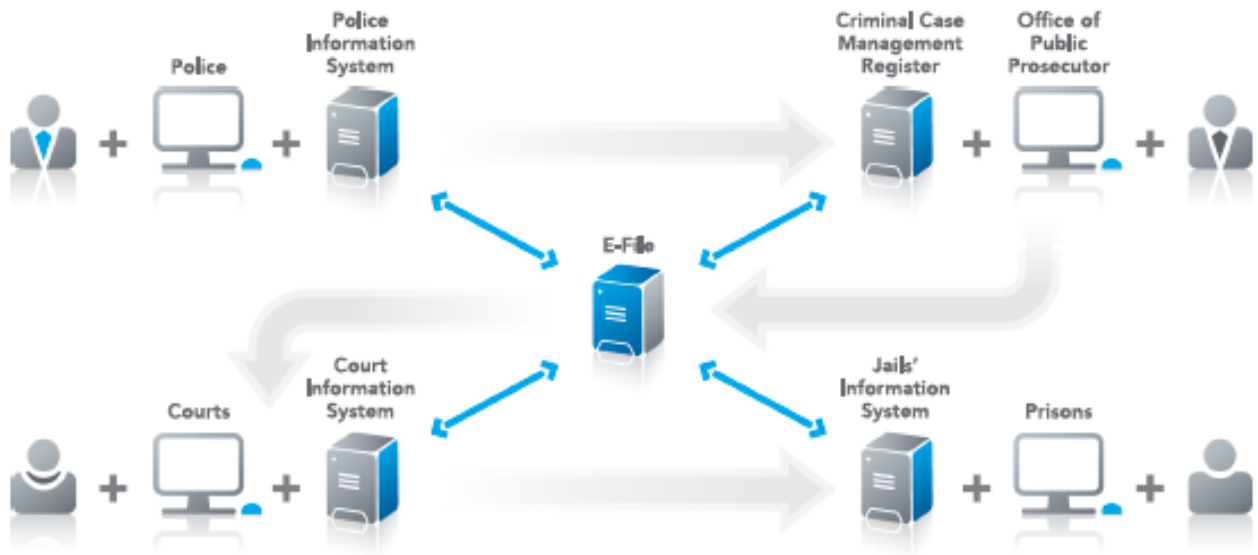 Police
Police
Information
System
Criminal Case
Management
Register
Office of
Public
Prosecutor
E-File
Courts
Court
Information
System
Jails'
Information
System
Prisons